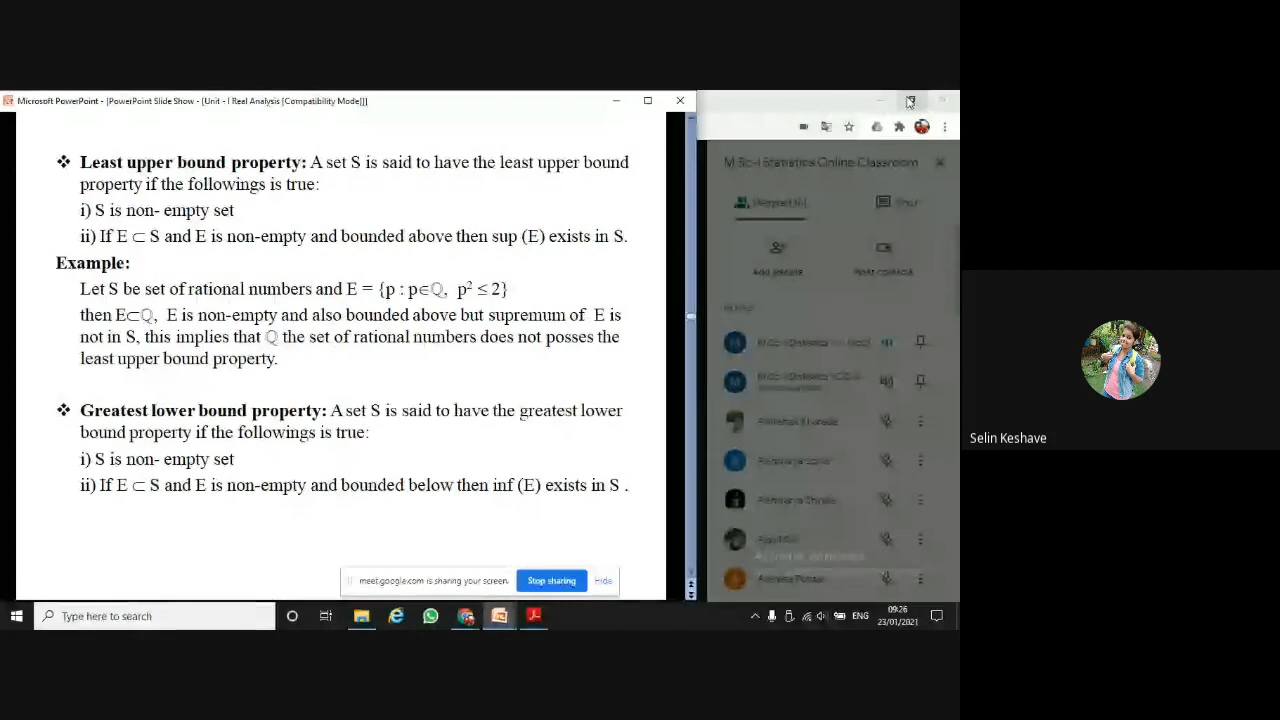 Microsoft PowerPoint - [PowerPoint Slide Show - [Unit - I Real Analysis [Compatibility Mode]]]
❖ Least upper bound property: A set S is said to have the least upper bound
property if the followings is true:
i) S is non- empty set
ii) If E ⊂ S and E is non-empty and bounded above then sup (E) exists in S.
Example:
Let S be set of rational numbers and E = {p : p∈ℚ, p² ≤ 2}
then E⊂ℚ, E is non-empty and also bounded above but supremum of E is
not in S, this implies that ℚ the set of rational numbers does not posses the
least upper bound property.
❖ Greatest lower bound property: A set S is said to have the greatest lower
bound property if the followings is true:
i) S is non- empty set
ii) If E ⊂ S and E is non-empty and bounded below then inf (E) exists in S .
meet.google.com is sharing your screen.
Stop sharing
Hide
M.Sc-I Statistics Online Classroom
Chat
Add people
Host controls
Selin Keshave
Type here to search
ENG
09:26
23/01/2021